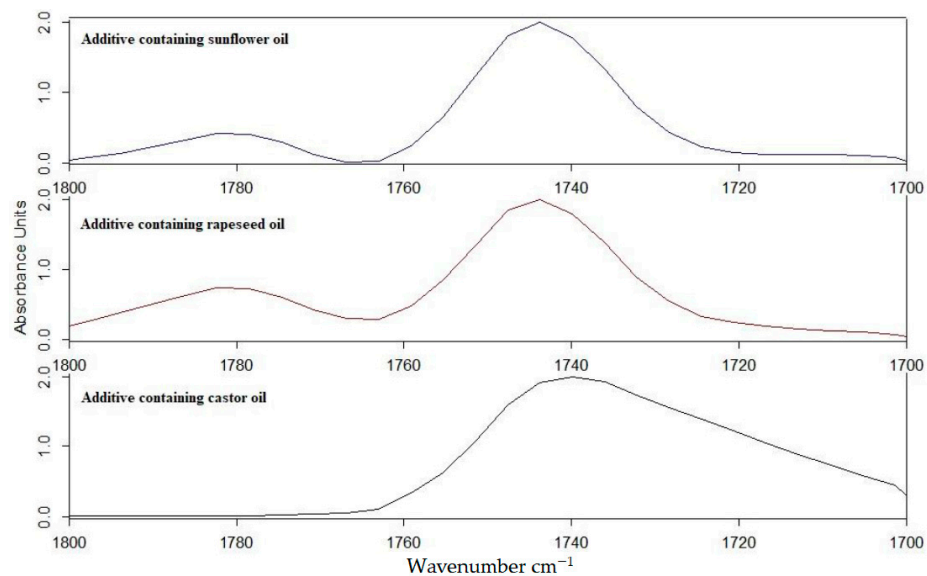 2.0
Additive containing sunflower oil
1.0
0.0
1800 1780 1760 1740 1720 1700
2.0
Additive containing rapeseed oil
1.0
0.0
1800 1780 1760 1740 1720 1700
2.0
Additive containing castor oil
1.0
0.0
1800 1780 1760 1740 1720 1700
Absorbance Units
Wavenumber cm⁻¹